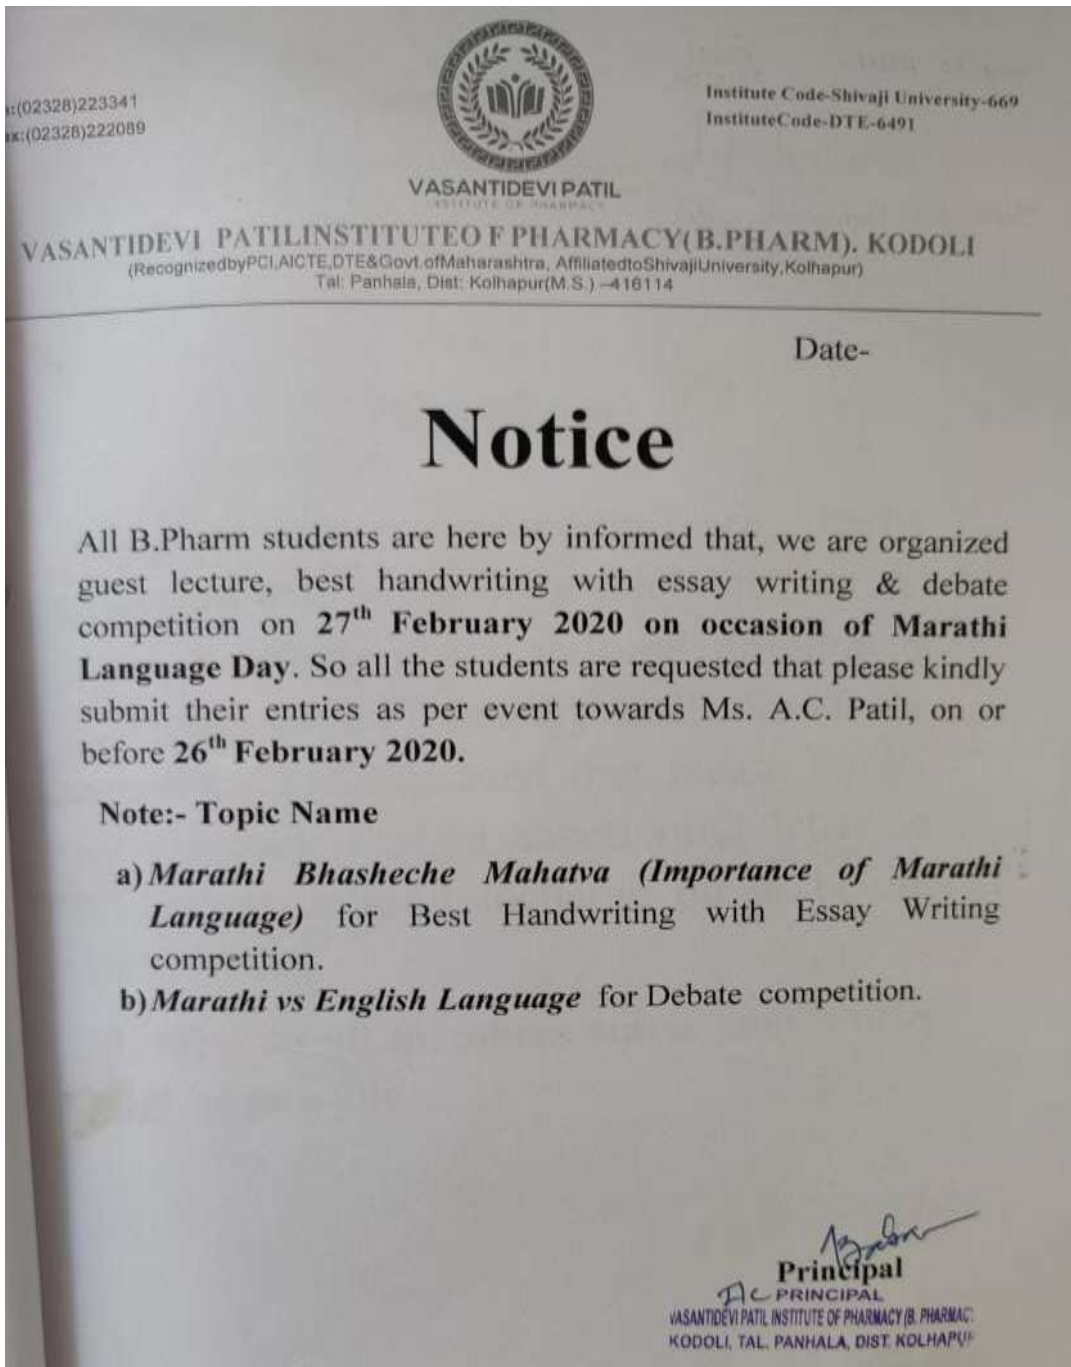 :(02328)223341
ax:(02328)222089
Institute Code-Shivaji University-669
InstituteCode-DTE-6491
VASANTIDEVI PATIL
INSTITUTE OF PHARMACY
VASANTIDEVI PATILINSTITUTEO F PHARMACY(B.PHARM). KODOLI
(RecognizedbyPCI,AICTE,DTE&Govt.ofMaharashtra, AffiliatedtoShivajiUniversity,Kolhapur)
Tal: Panhala, Dist: Kolhapur(M.S.) –416114
Date-
Notice
All B.Pharm students are here by informed that, we are organized
guest lecture, best handwriting with essay writing & debate
competition on 27th February 2020 on occasion of Marathi
Language Day. So all the students are requested that please kindly
submit their entries as per event towards Ms. A.C. Patil, on or
before 26th February 2020.
Note:- Topic Name
a) Marathi Bhasheche Mahatva (Importance of Marathi
Language) for Best Handwriting with Essay Writing
competition.
b) Marathi vs English Language for Debate competition.
Principal
I/C PRINCIPAL
VASANTIDEVI PATIL INSTITUTE OF PHARMACY (B. PHARMAC
KODOLI, TAL. PANHALA, DIST. KOLHAPUR